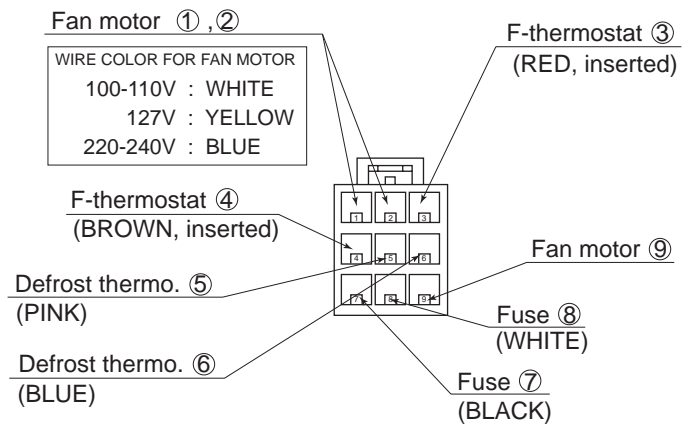 Fan motor ① ,②
WIRE COLOR FOR FAN MOTOR
100-110V : WHITE
127V : YELLOW
220-240V : BLUE
F-thermostat ③
(RED, inserted)
F-thermostat ④
(BROWN, inserted)
Defrost thermo. ⑤
(PINK)
Defrost thermo. ⑥
(BLUE)
1 2 3
4 5 6
7 8 9
Fan motor ⑨
Fuse ⑧
(WHITE)
Fuse ⑦
(BLACK)